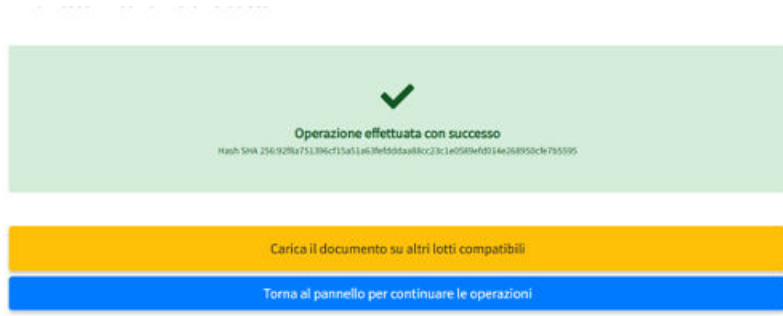 Operazione effettuata con successo
Hash SHA 256:
Carica il documento su altri lotti compatibili
Torna al pannello per continuare le operazioni